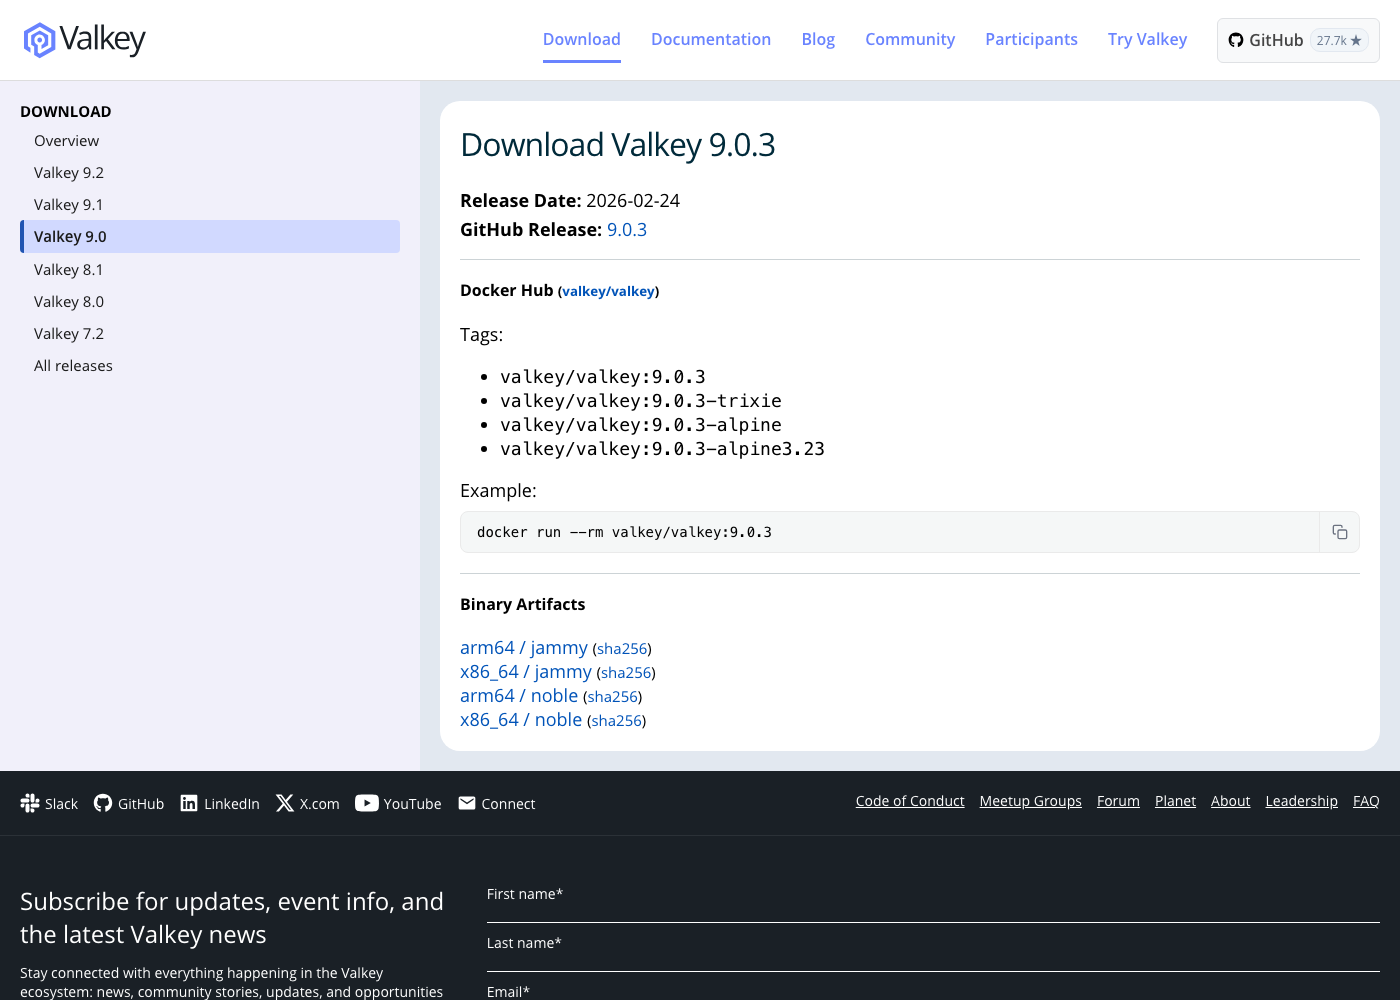 Valkey
Download
Documentation
Blog
Community
Participants
Try Valkey
GitHub 27.7k ★
DOWNLOAD
Overview
Valkey 9.2
Valkey 9.1
Valkey 9.0
Valkey 8.1
Valkey 8.0
Valkey 7.2
All releases
Download Valkey 9.0.3
Release Date: 2026-02-24
GitHub Release: 9.0.3
Docker Hub (valkey/valkey)
Tags:
• valkey/valkey:9.0.3
• valkey/valkey:9.0.3-trixie
• valkey/valkey:9.0.3-alpine
• valkey/valkey:9.0.3-alpine3.23
Example:
docker run --rm valkey/valkey:9.0.3
Binary Artifacts
arm64 / jammy (sha256)
x86_64 / jammy (sha256)
arm64 / noble (sha256)
x86_64 / noble (sha256)
Slack
GitHub
LinkedIn
X.com
YouTube
Connect
Code of Conduct
Meetup Groups
Forum
Planet
About
Leadership
FAQ
Subscribe for updates, event info, and
the latest Valkey news
Stay connected with everything happening in the Valkey
ecosystem: news, community stories, updates, and opportunities
First name*
Last name*
Email*